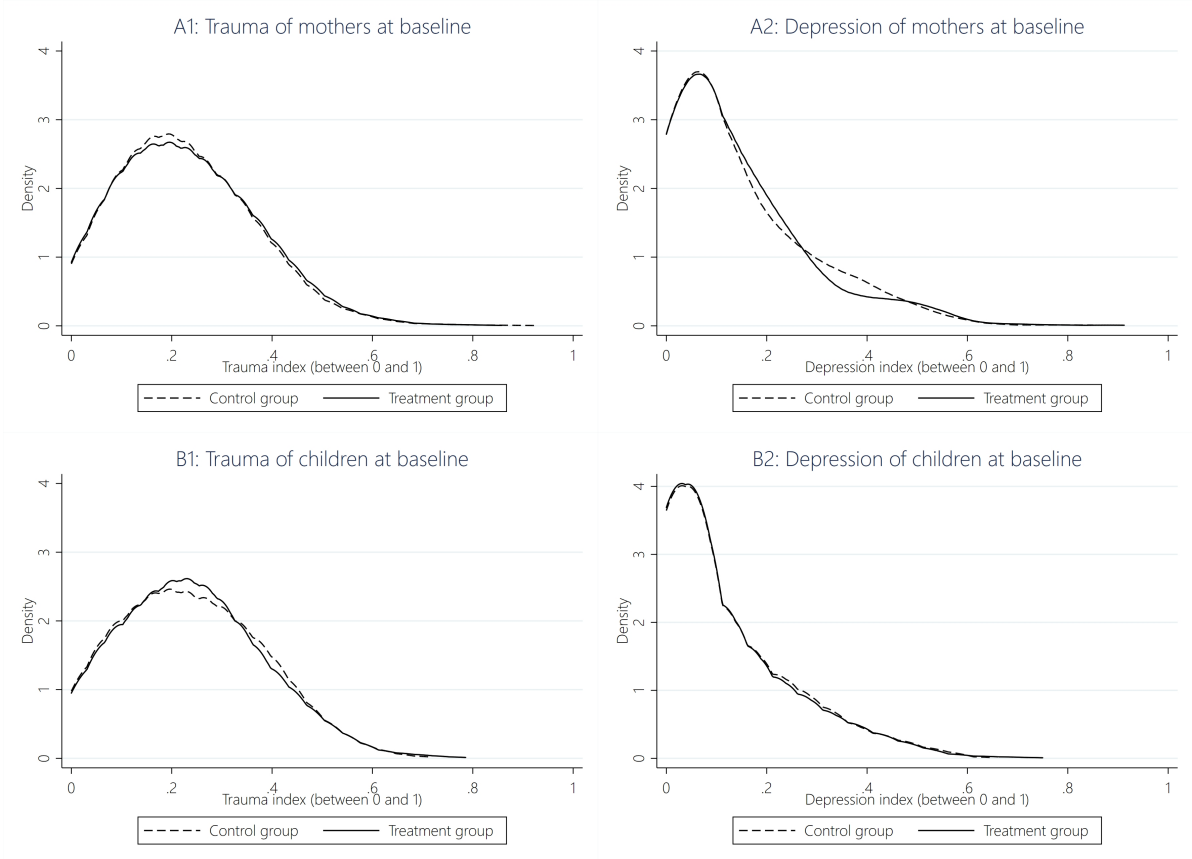 A1: Trauma of mothers at baseline
4
3
2
1
0
Density
0 .2 .4 .6 .8 1
Trauma index (between 0 and 1)
Control group Treatment group
A2: Depression of mothers at baseline
4
3
2
1
0
Density
0 .2 .4 .6 .8 1
Depression index (between 0 and 1)
Control group Treatment group
B1: Trauma of children at baseline
4
3
2
1
0
Density
0 .2 .4 .6 .8 1
Trauma index (between 0 and 1)
Control group Treatment group
B2: Depression of children at baseline
4
3
2
1
0
Density
0 .2 .4 .6 .8 1
Depression index (between 0 and 1)
Control group Treatment group